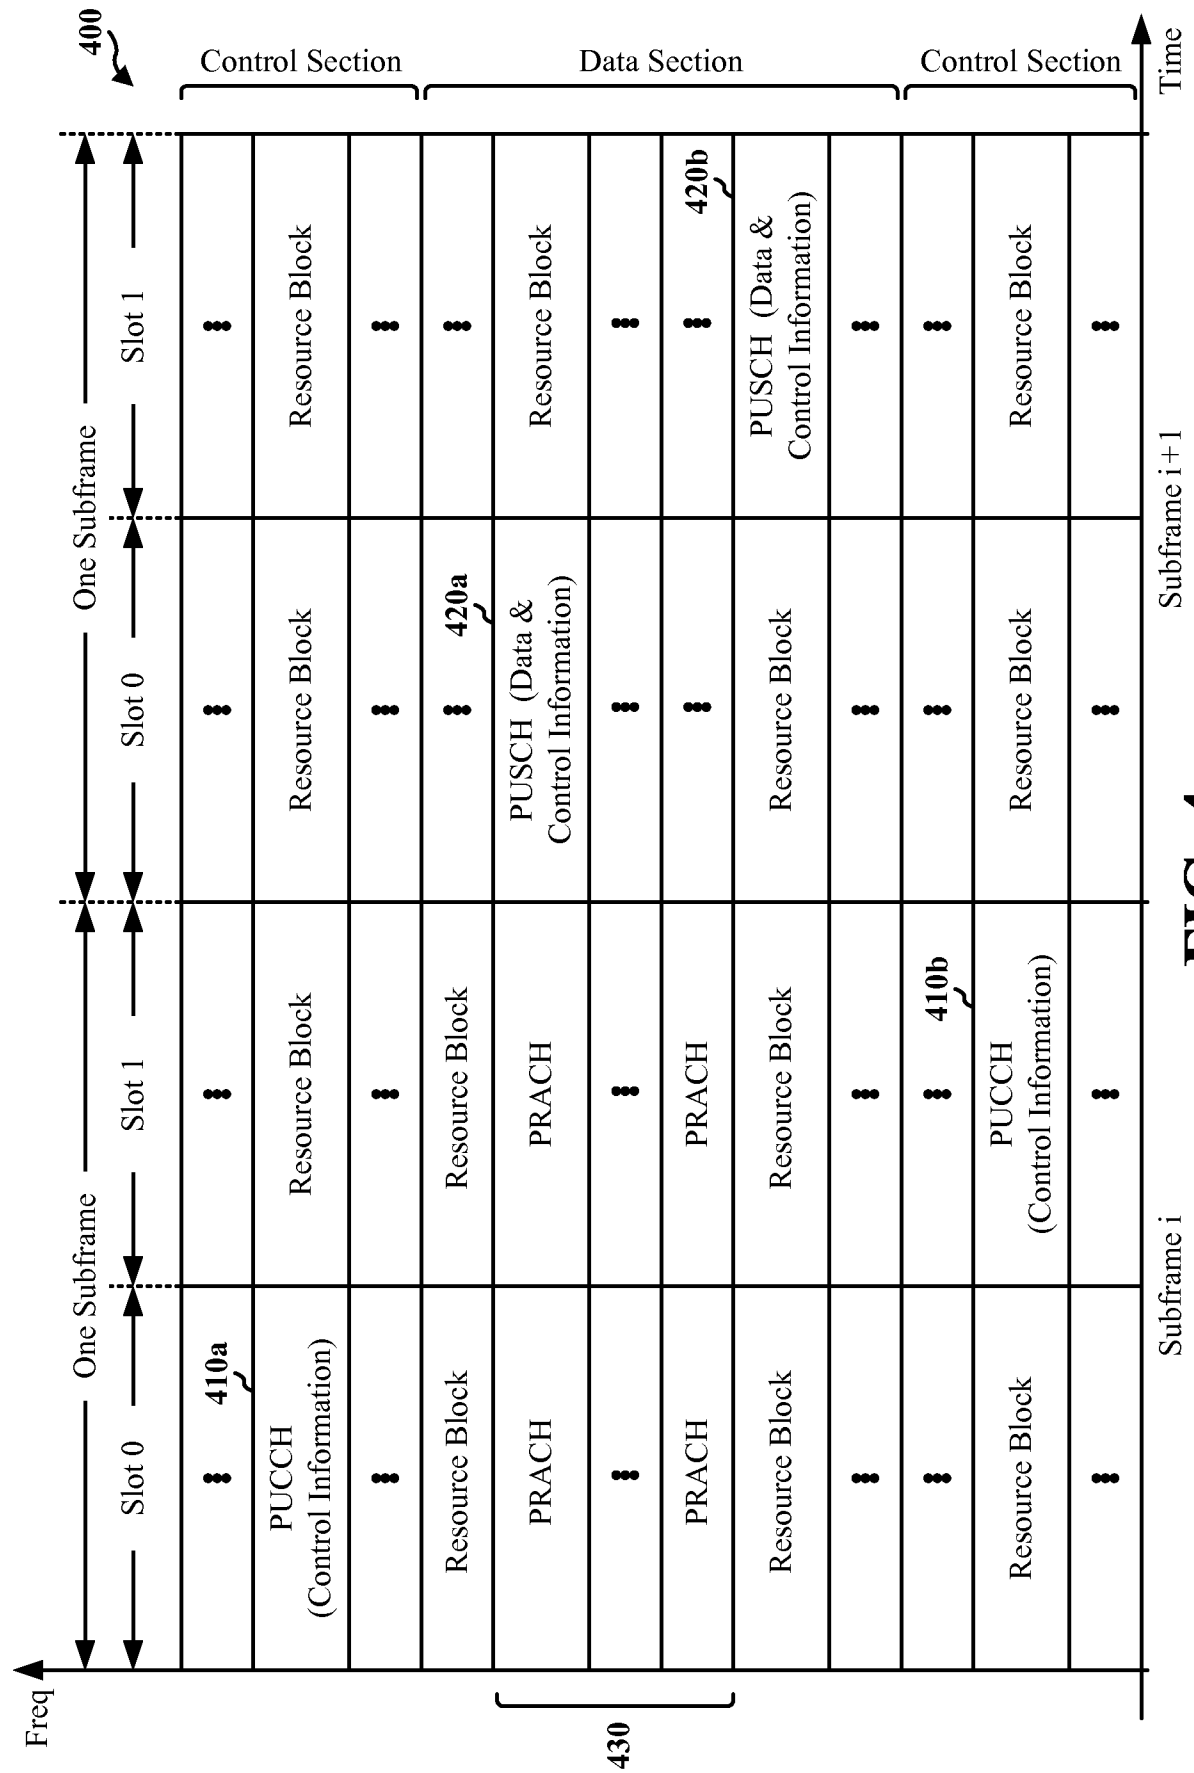 400
One Subframe
One Subframe
Slot 0
Slot 1
Slot 0
Slot 1
Freq
410a
PUCCH
(Control Information)
Resource Block
Resource Block
Resource Block
Control Section
Resource Block
Resource Block
420a
PRACH
PRACH
PUSCH (Data &
Control Information)
Resource Block
430
PRACH
PRACH
420b
Resource Block
Resource Block
Resource Block
PUSCH (Data &
Control Information)
Data Section
410b
Resource Block
PUCCH
(Control Information)
Resource Block
Resource Block
Control Section
Subframe i
Subframe i+1
Time